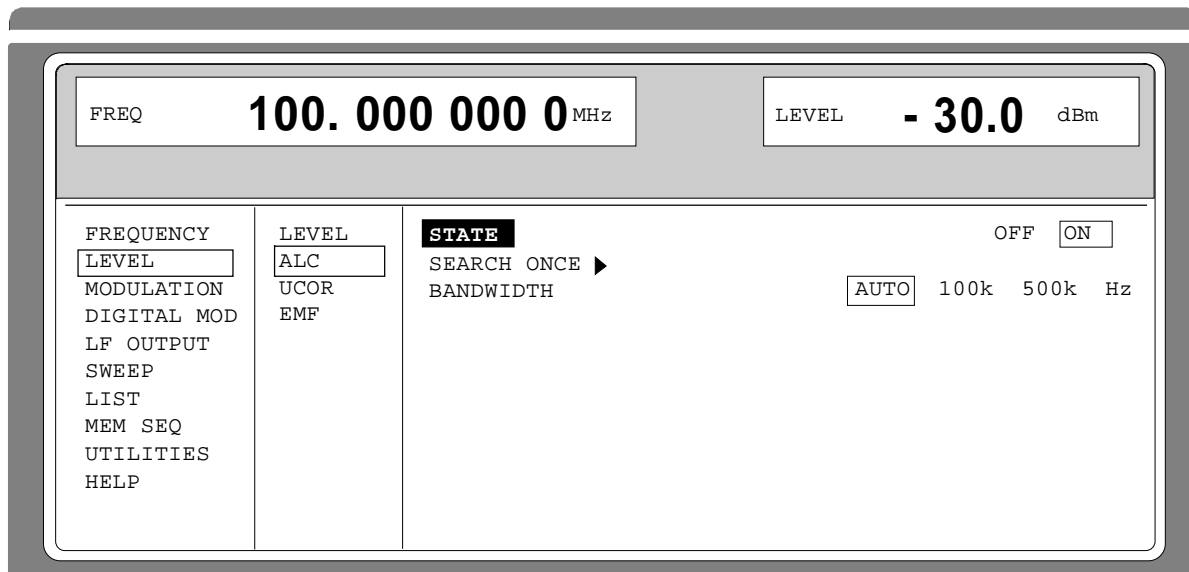 FREQ 100. 000 000 0 MHz LEVEL - 30.0 dBm
FREQUENCY LEVEL STATE OFF ON
LEVEL ALC SEARCH ONCE
MODULATION UCOR BANDWIDTH AUTO 100k 500k Hz
DIGITAL MOD EMF
LF OUTPUT
SWEEP
LIST
MEM SEQ
UTILITIES
HELP